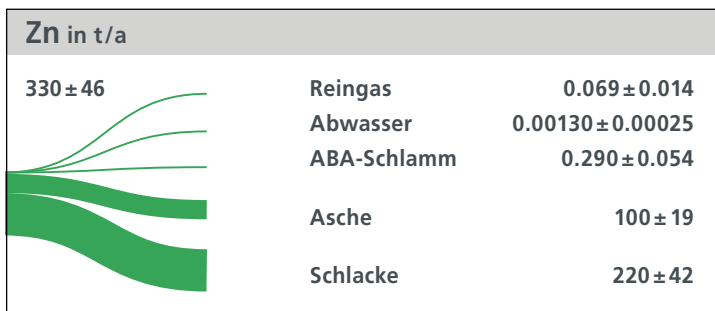 Zn in t/a
330 ± 46
Reingas 0.069 ± 0.014
Abwasser 0.00130 ± 0.00025
ABA-Schlamm 0.290 ± 0.054
Asche 100 ± 19
Schlacke 220 ± 42